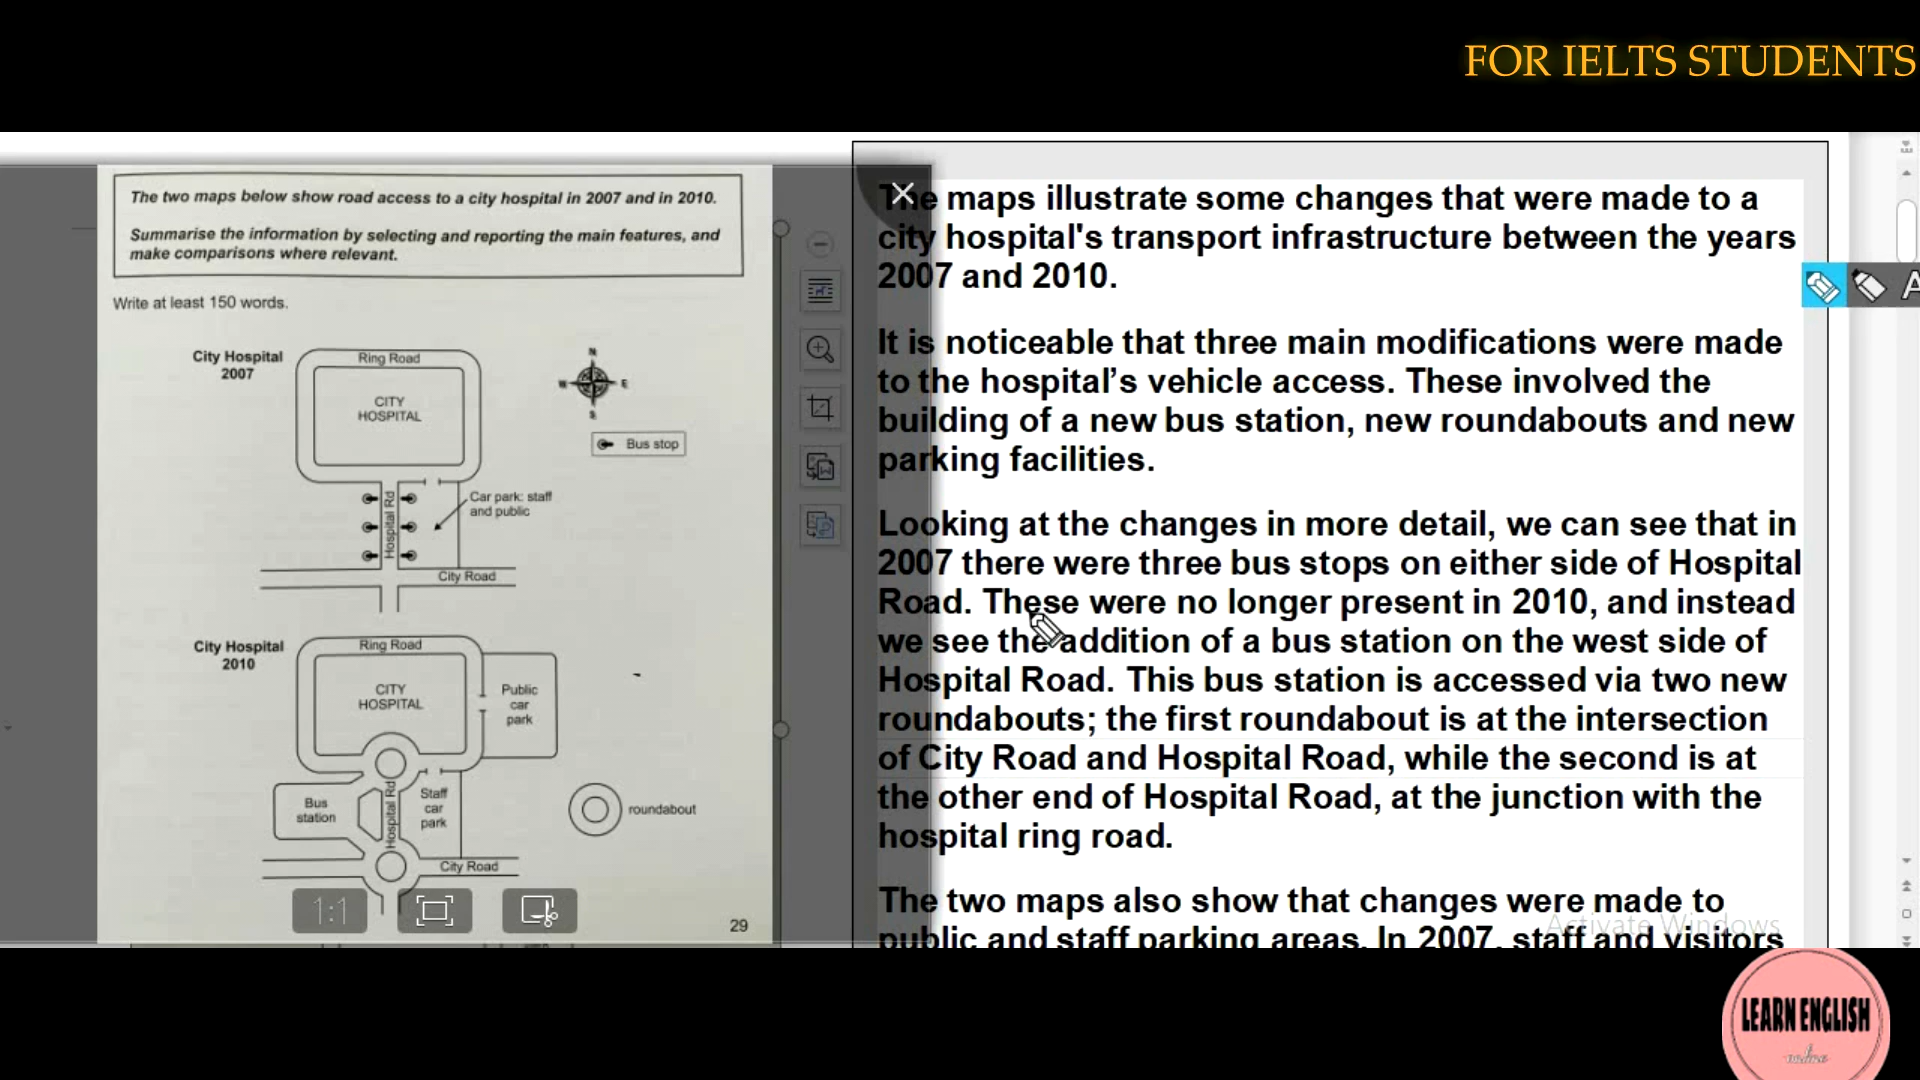 FOR IELTS STUDENTS
The two maps below show road access to a city hospital in 2007 and in 2010.
Summarise the information by selecting and reporting the main features, and
make comparisons where relevant.
Write at least 150 words.
City Hospital
2007
Ring Road
CITY
HOSPITAL
N
W
E
S
Bus stop
Hospital Rd
Car park: staff
and public
City Road
City Hospital
2010
Ring Road
CITY
HOSPITAL
Public
car
park
Bus
station
Hospital Rd
Staff
car
park
roundabout
City Road
1:1
29
The maps illustrate some changes that were made to a
city hospital's transport infrastructure between the years
2007 and 2010.
It is noticeable that three main modifications were made
to the hospital’s vehicle access. These involved the
building of a new bus station, new roundabouts and new
parking facilities.
Looking at the changes in more detail, we can see that in
2007 there were three bus stops on either side of Hospital
Road. These were no longer present in 2010, and instead
we see the addition of a bus station on the west side of
Hospital Road. This bus station is accessed via two new
roundabouts; the first roundabout is at the intersection
of City Road and Hospital Road, while the second is at
the other end of Hospital Road, at the junction with the
hospital ring road.
The two maps also show that changes were made to
public and staff parking areas. In 2007, staff and visitors
Activate Windows
A
LEARN ENGLISH
online